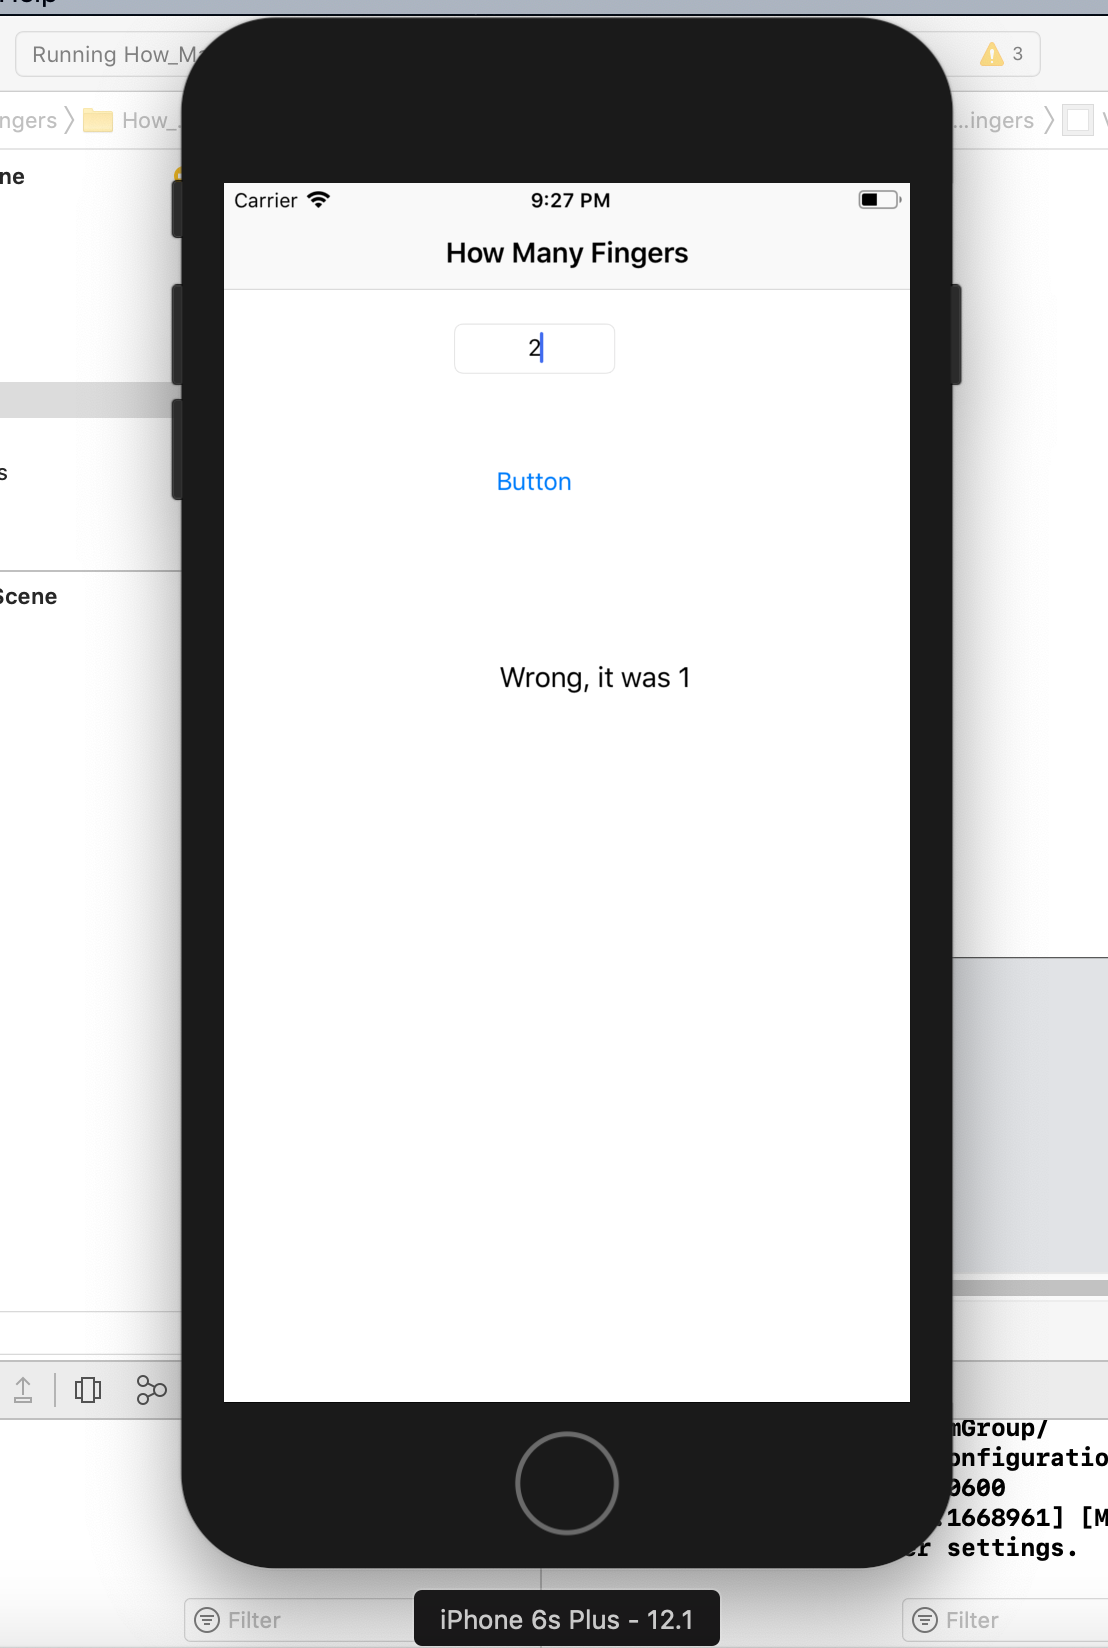 Running How_Ma
3
ngers
How_
...ingers
ne
Carrier
9:27 PM
How Many Fingers
2
Button
s
Scene
Wrong, it was 1
mGroup/
onfiguratio
0600
.1668961] [M
er settings.
Filter
iPhone 6s Plus - 12.1
Filter